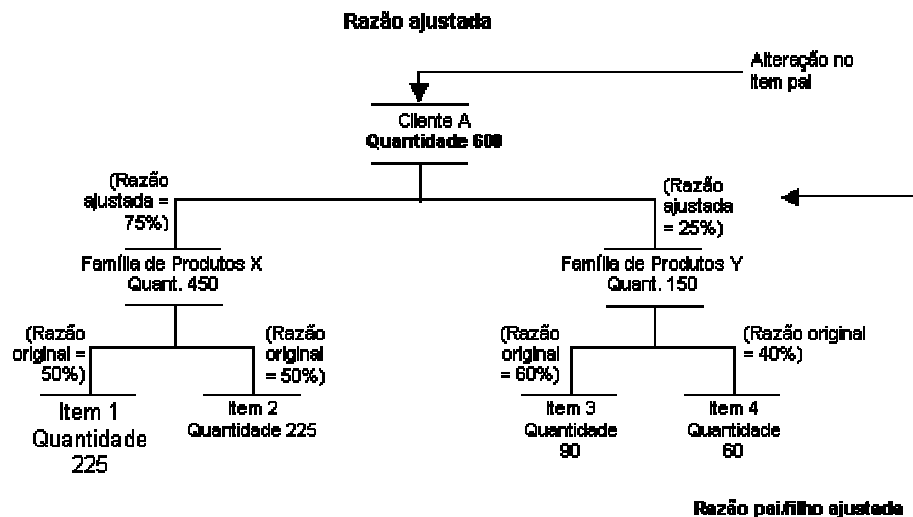 Razão ajustada
Alteração no
item pai
Cliente A
Quantidade 600
(Razão
ajustada =
75%)
(Razão
ajustada
= 25%)
Família de Produtos X
Quant. 450
Família de Produtos Y
Quant. 150
(Razão
original =
50%)
(Razão
original
= 50%)
(Razão
original
= 60%)
(Razão original
= 40%)
Item 1
Quantidade
225
Item 2
Quantidade 225
Item 3
Quantidade
90
Item 4
Quantidade
60
Razão pai/filho ajustada